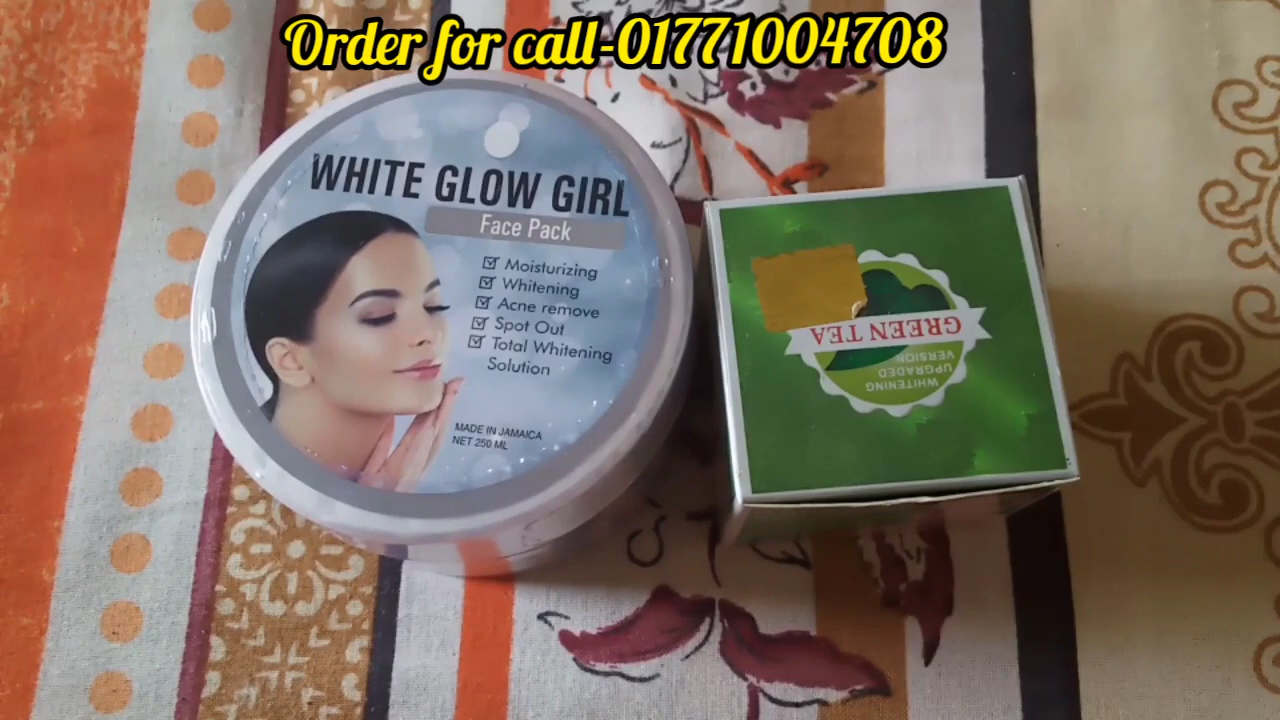 Order for call-01771004708
WHITE GLOW GIRL
Face Pack
Moisturizing
Whitening
Acne remove
Spot Out
Total Whitening
Solution
MADE IN JAMAICA
NET 250 ML
GREEN TEA
WHITENING
UPGRADED
VERSION